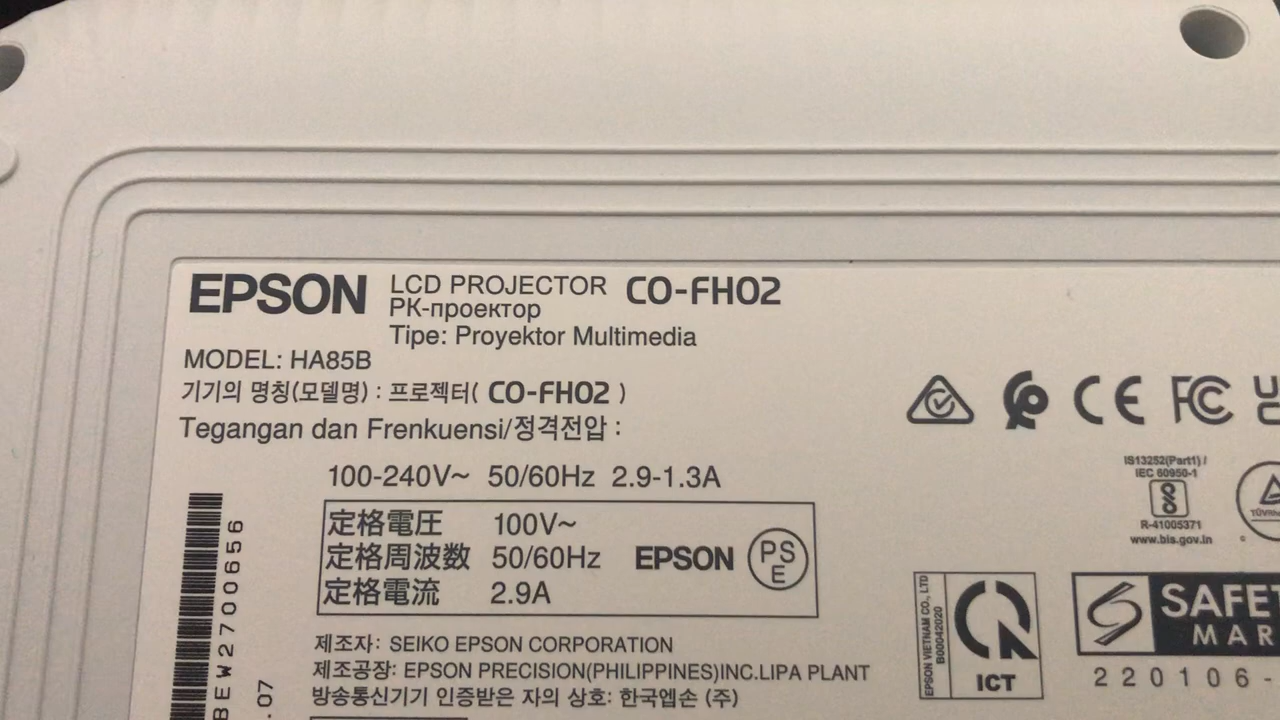 EPSON LCD PROJECTOR CO-FH02
РК-проектор
Tipe: Proyektor Multimedia
MODEL: HA85B
기기의 명칭(모델명) : 프로젝터( CO-FH02 )
Tegangan dan Frenkuensi/정격전압 :
100-240V~ 50/60Hz 2.9-1.3A
定格電圧 100V~
定格周波数 50/60Hz
定格電流 2.9A
EPSON PS E
제조자: SEIKO EPSON CORPORATION
제조공장: EPSON PRECISION(PHILIPPINES)INC.LIPA PLANT
방송통신기기 인증받은 자의 상호: 한국엡손 (주)
BEW2700656
.07
CE FC
IS13252(Part1) /
IEC 60950-1
R-41005371
www.bis.gov.in
EPSON VIETNAM CO., LTD
B00042020
ICT
SAFET
MAR
220106-